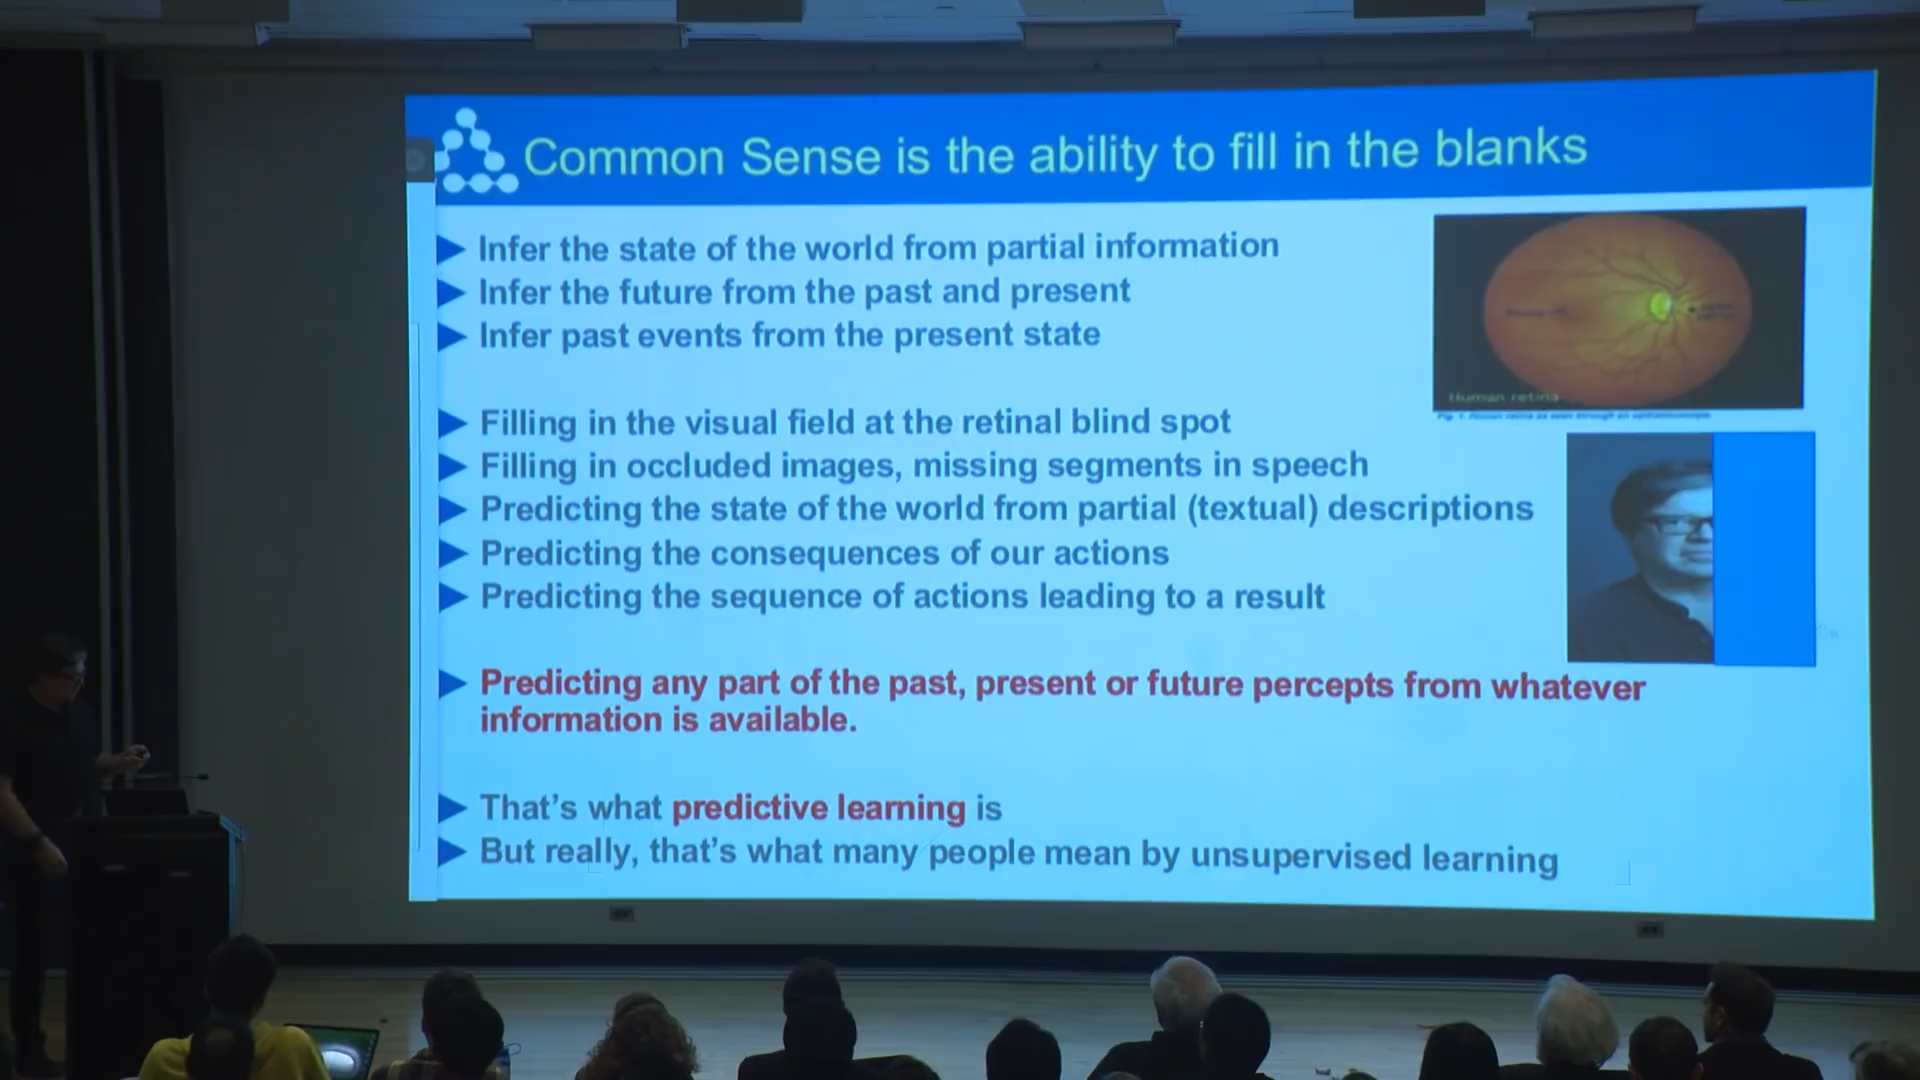 Common Sense is the ability to fill in the blanks
Infer the state of the world from partial information
Infer the future from the past and present
Infer past events from the present state
Human retina
Filling in the visual field at the retinal blind spot
Filling in occluded images, missing segments in speech
Predicting the state of the world from partial (textual) descriptions
Predicting the consequences of our actions
Predicting the sequence of actions leading to a result
Predicting any part of the past, present or future percepts from whatever
information is available.
That's what predictive learning is
But really, that's what many people mean by unsupervised learning